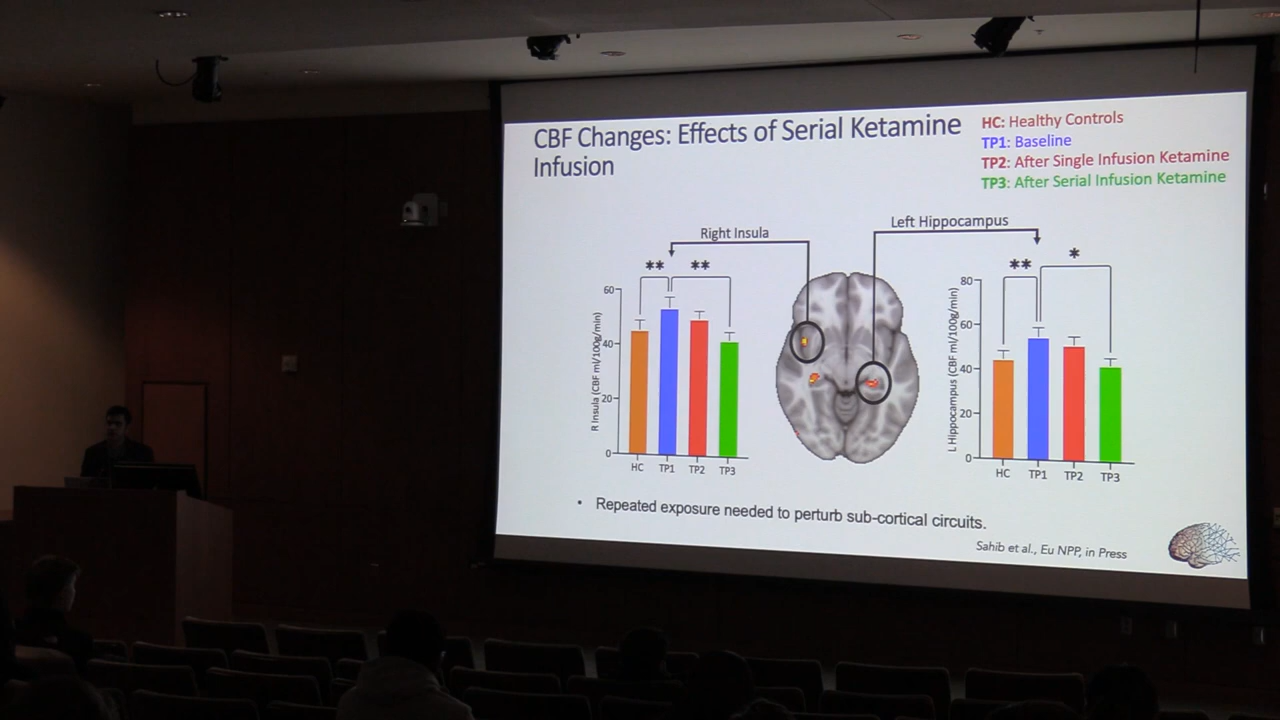 CBF Changes: Effects of Serial Ketamine
Infusion
HC: Healthy Controls
TP1: Baseline
TP2: After Single Infusion Ketamine
TP3: After Serial Infusion Ketamine
Right Insula
Left Hippocampus
** **
** *
R Insula (CBF ml/100g/min)
60
40
20
0
HC TP1 TP2 TP3
L Hippocampus (CBF ml/100g/min)
80
60
40
20
0
HC TP1 TP2 TP3
• Repeated exposure needed to perturb sub-cortical circuits.
Sahib et al., Eu NPP, in Press